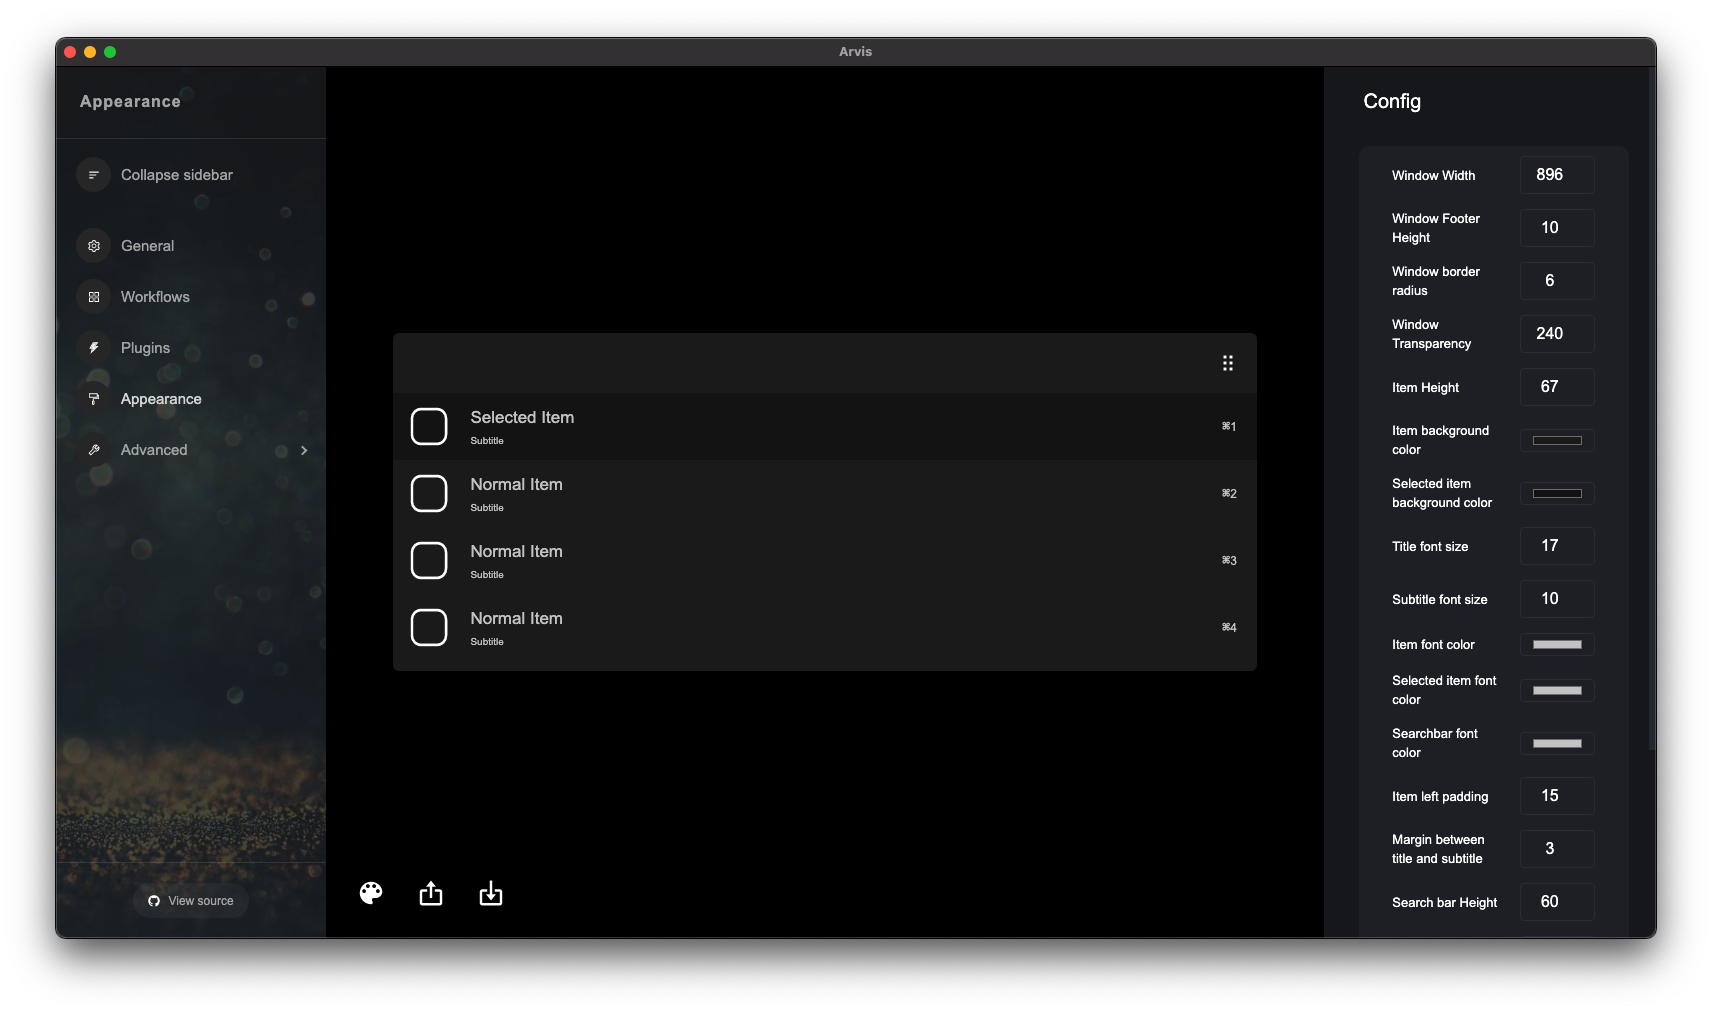 Arvis
Appearance
Collapse sidebar
General
Workflows
Plugins
Appearance
Advanced
View source
Selected Item
Subtitle
⌘1
Normal Item
Subtitle
⌘2
Normal Item
Subtitle
⌘3
Normal Item
Subtitle
⌘4
Config
Window Width 896
Window Footer
Height 10
Window border
radius 6
Window
Transparency 240
Item Height 67
Item background
color
Selected item
background color
Title font size 17
Subtitle font size 10
Item font color
Selected item font
color
Searchbar font
color
Item left padding 15
Margin between
title and subtitle 3
Search bar Height 60